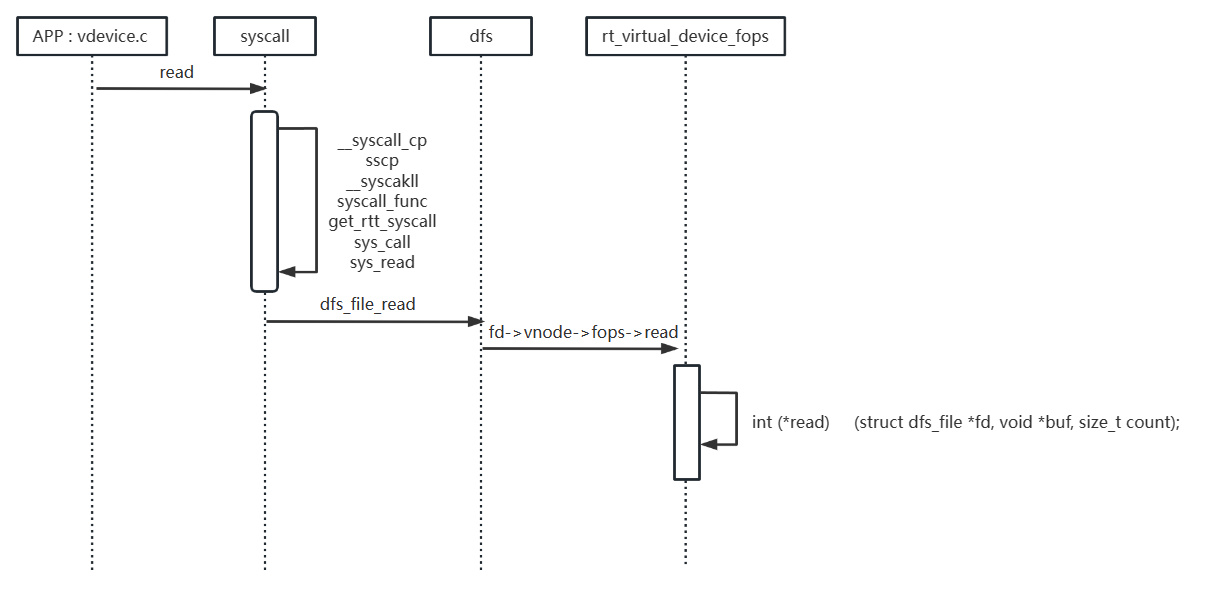 APP : vdevice.c
syscall
dfs
rt_virtual_device_fops
read
__syscall_cp
sscp
__syscakll
syscall_func
get_rtt_syscall
sys_call
sys_read
dfs_file_read
fd->vnode->fops->read
int (*read) (struct dfs_file *fd, void *buf, size_t count);